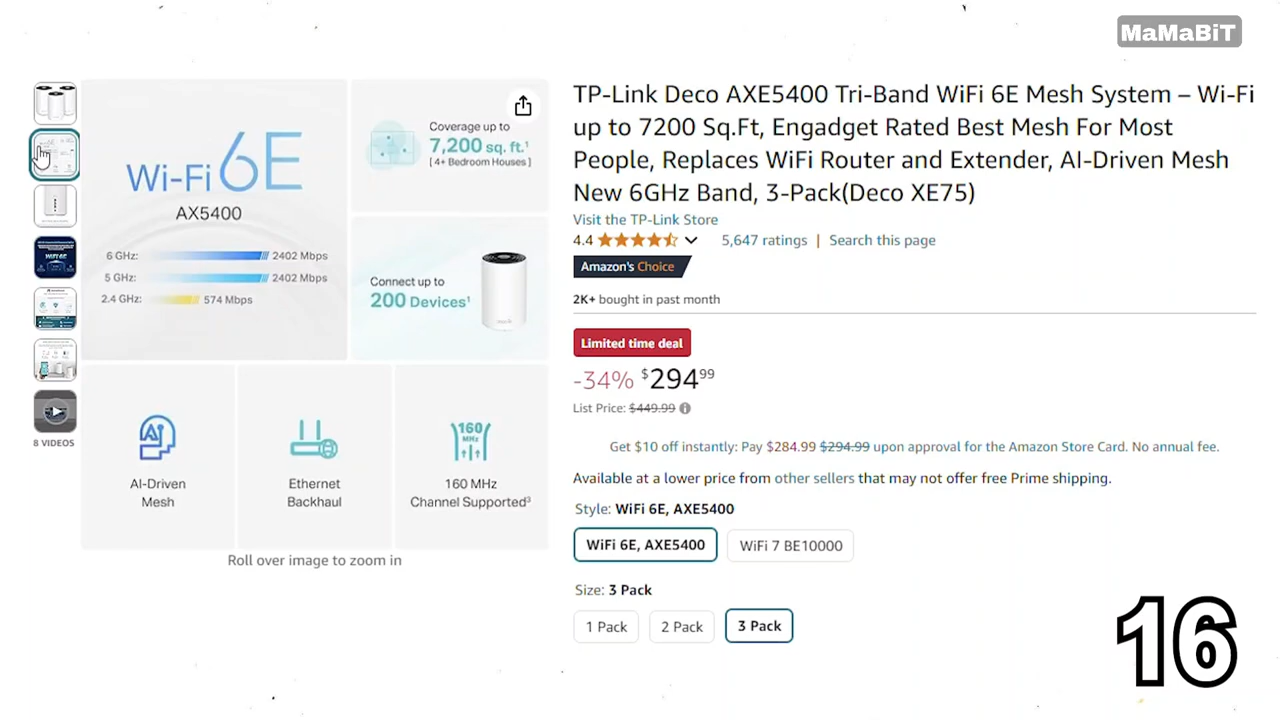 MaMaBiT
Wi-Fi 6E
AX5400
6 GHz: 2402 Mbps
5 GHz: 2402 Mbps
2.4 GHz: 574 Mbps
Coverage up to
7,200 sq. ft.¹
[ 4+ Bedroom Houses ]
Connect up to
200 Devices¹
AI
AI-Driven
Mesh
Ethernet
Backhaul
160
MHz
160 MHz
Channel Supported³
8 VIDEOS
Roll over image to zoom in
TP-Link Deco AXE5400 Tri-Band WiFi 6E Mesh System – Wi-Fi
up to 7200 Sq.Ft, Engadget Rated Best Mesh For Most
People, Replaces WiFi Router and Extender, AI-Driven Mesh
New 6GHz Band, 3-Pack(Deco XE75)
Visit the TP-Link Store
4.4 5,647 ratings | Search this page
Amazon's Choice
2K+ bought in past month
Limited time deal
-34% $294⁹⁹
List Price: $449.99
Get $10 off instantly: Pay $284.99 $294.99 upon approval for the Amazon Store Card. No annual fee.
Available at a lower price from other sellers that may not offer free Prime shipping.
Style: WiFi 6E, AXE5400
WiFi 6E, AXE5400 WiFi 7 BE10000
Size: 3 Pack
1 Pack 2 Pack 3 Pack
16